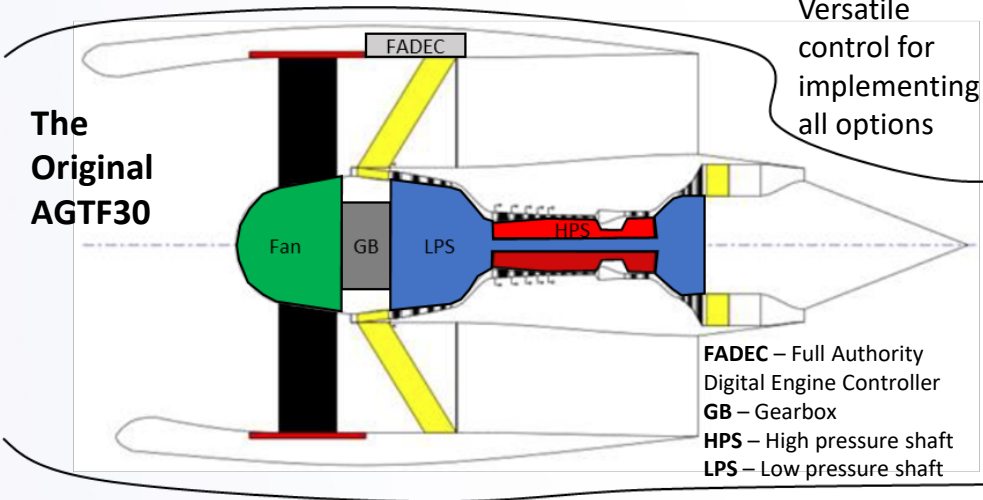 Versatile
control for
implementing
all options
FADEC
The
Original
AGTF30
Fan
GB
LPS
HPS
FADEC – Full Authority
Digital Engine Controller
GB – Gearbox
HPS – High pressure shaft
LPS – Low pressure shaft